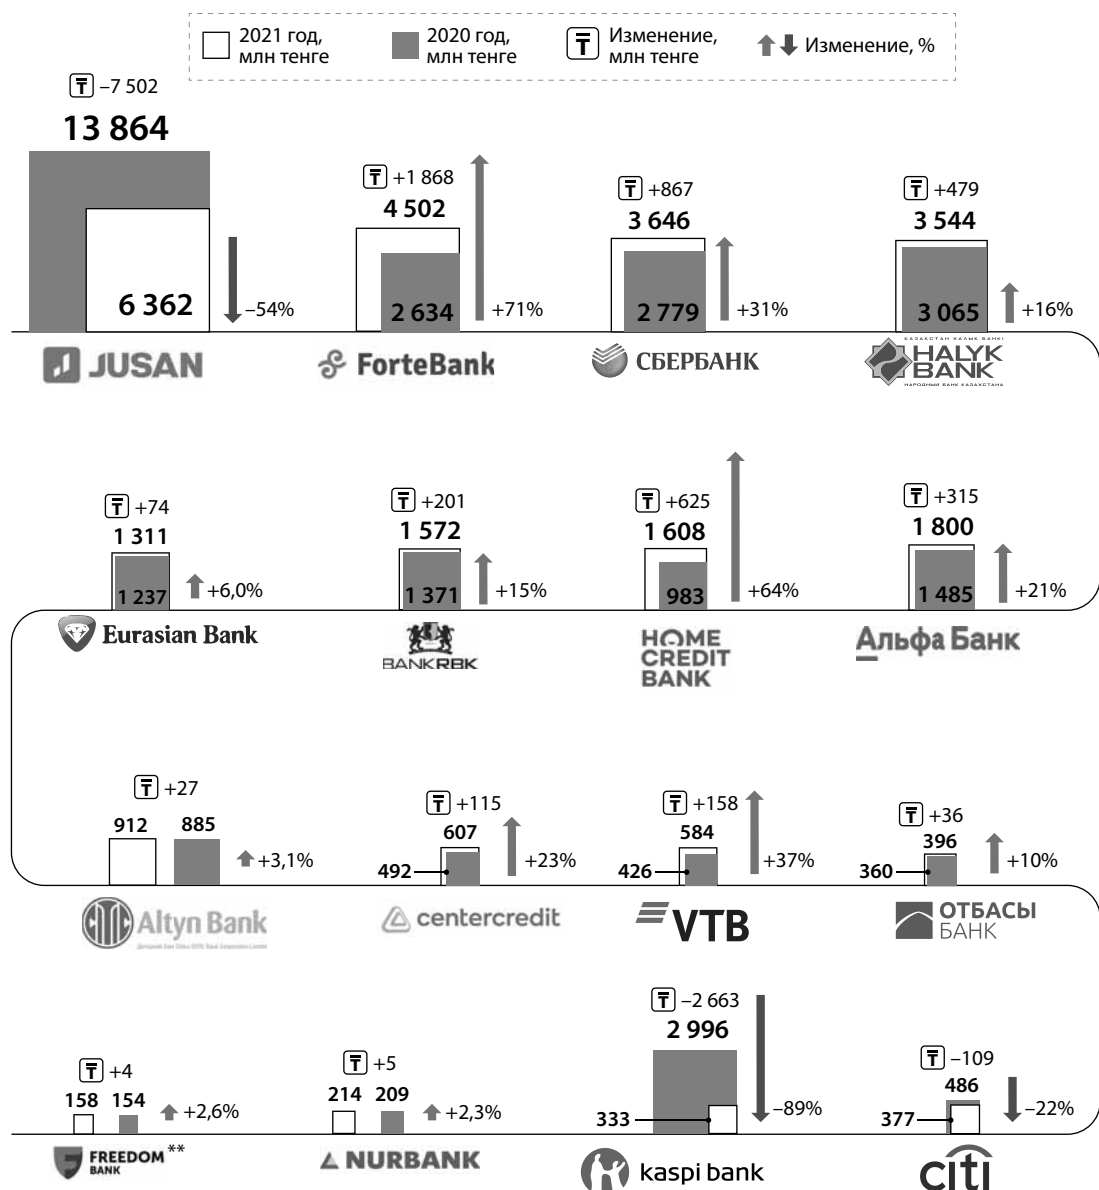 2021 год,
млн тенге
2020 год,
млн тенге
Изменение,
млн тенге
Изменение, %
–7 502
13 864
6 362
–54%
JUSAN
+1 868
4 502
2 634
+71%
ForteBank
+867
3 646
2 779
+31%
СБЕРБАНК
+479
3 544
3 065
+16%
ҚАЗАҚСТАН ХАЛЫҚ БАНКІ
HALYK
BANK
НАРОДНЫЙ БАНК КАЗАХСТАНА
+74
1 311
1 237
+6,0%
Eurasian Bank
+201
1 572
1 371
+15%
BANKRBK
+625
1 608
983
+64%
HOME
CREDIT
BANK
+315
1 800
1 485
+21%
Альфа Банк
+27
912
885
+3,1%
Altyn Bank
+115
607
492
+23%
centercredit
+158
584
426
+37%
VTB
+36
396
360
+10%
ОТБАСЫ
БАНК
+4
158
154
+2,6%
FREEDOM **
BANK
+5
214
209
+2,3%
NURBANK
–2 663
2 996
333
–89%
kaspi bank
–109
486
377
–22%
citi